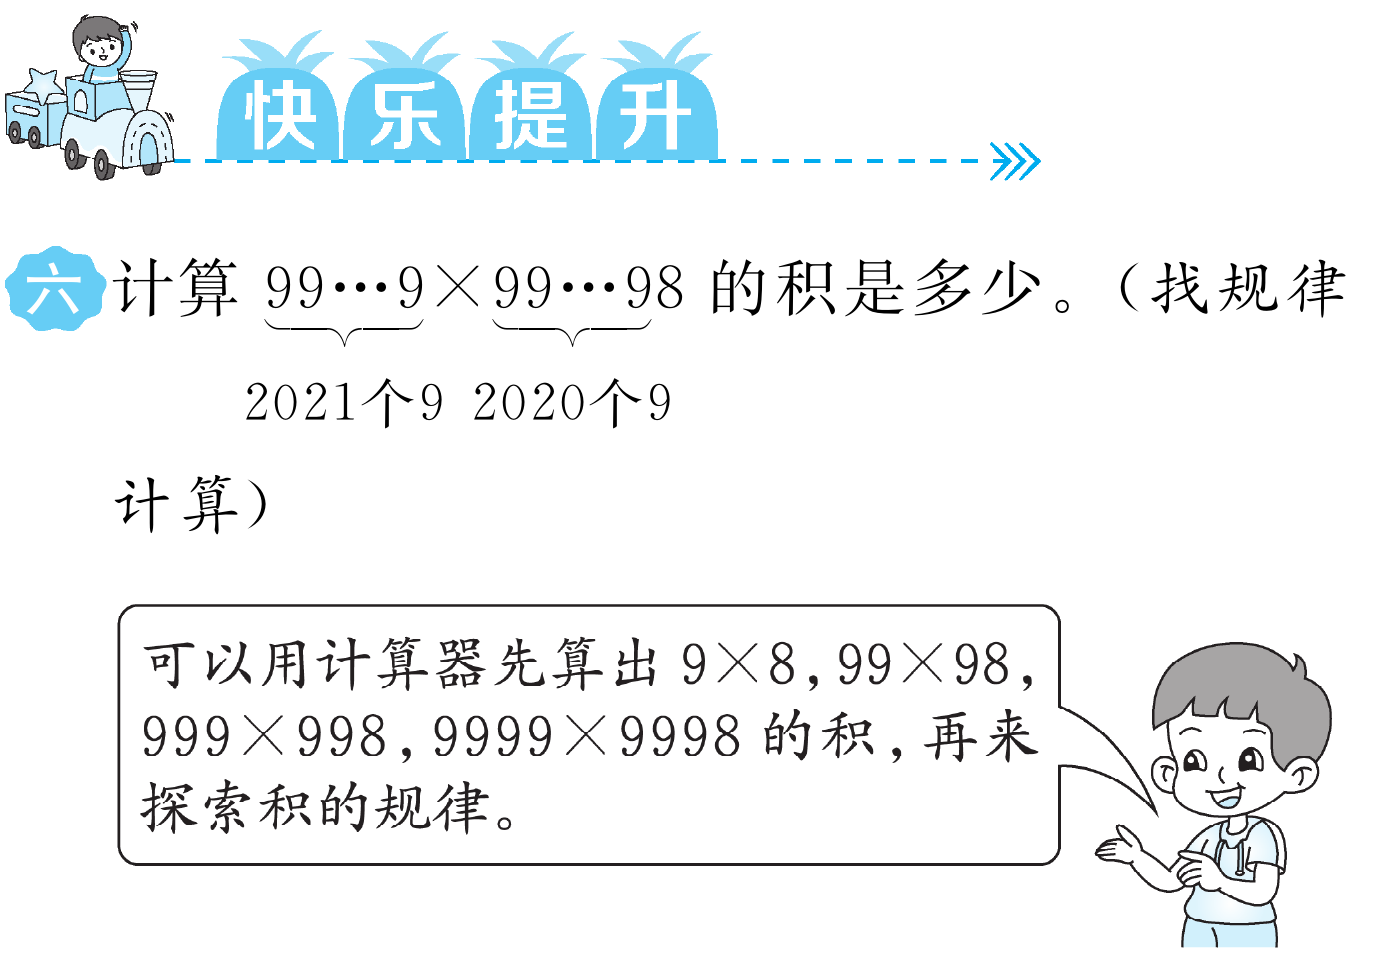 快乐提升
六 计算 99…9×99…98 的积是多少。（找规律
2021个9 2020个9
计算）
可以用计算器先算出 9×8,99×98,
999×998,9999×9998 的积,再来
探索积的规律。